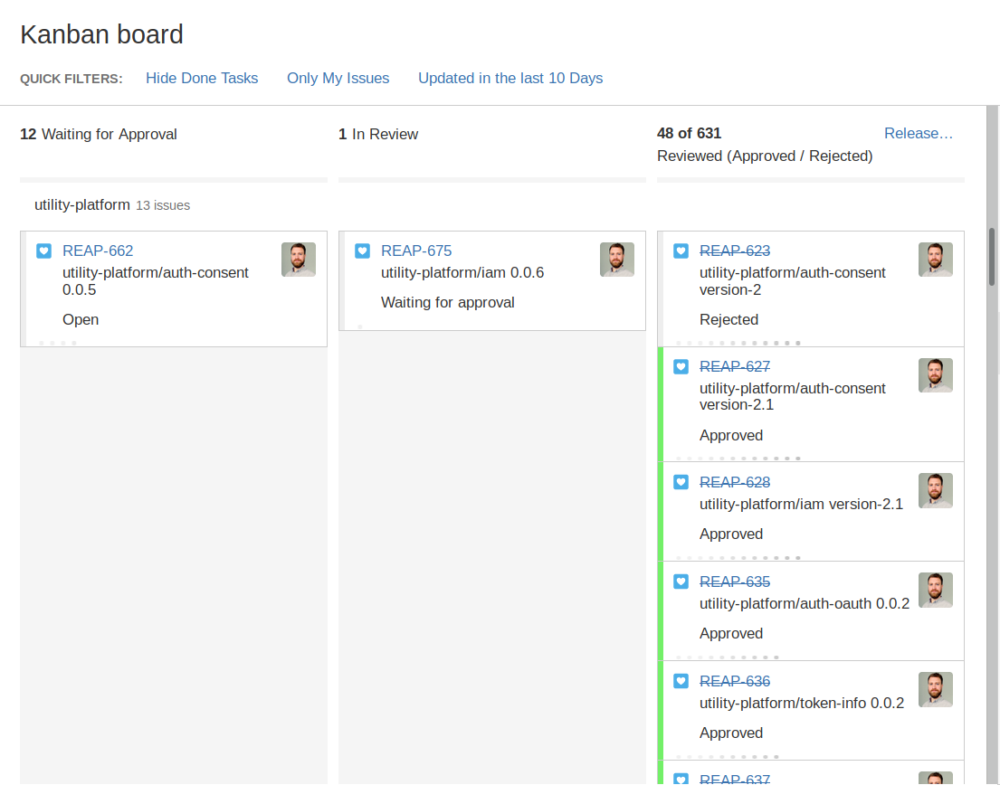 Kanban board
QUICK FILTERS: Hide Done Tasks Only My Issues Updated in the last 10 Days
12 Waiting for Approval
1 In Review
48 of 631 Release…
Reviewed (Approved / Rejected)
utility-platform 13 issues
REAP-662
utility-platform/auth-consent
0.0.5
Open
REAP-675
utility-platform/iam 0.0.6
Waiting for approval
REAP-623
utility-platform/auth-consent
version-2
Rejected
REAP-627
utility-platform/auth-consent
version-2.1
Approved
REAP-628
utility-platform/iam version-2.1
Approved
REAP-635
utility-platform/auth-oauth 0.0.2
Approved
REAP-636
utility-platform/token-info 0.0.2
Approved
REAP-637